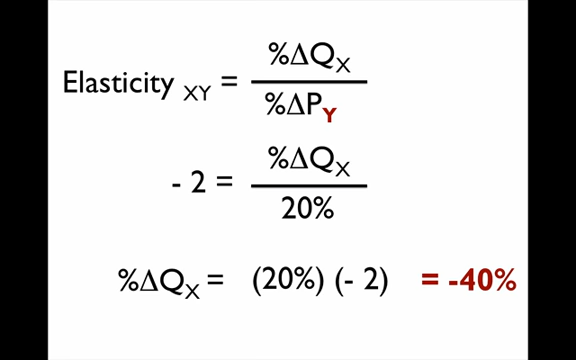 Elasticity XY = %ΔQX / %ΔPY
- 2 = %ΔQX / 20%
%ΔQX = (20%) (- 2) = -40%